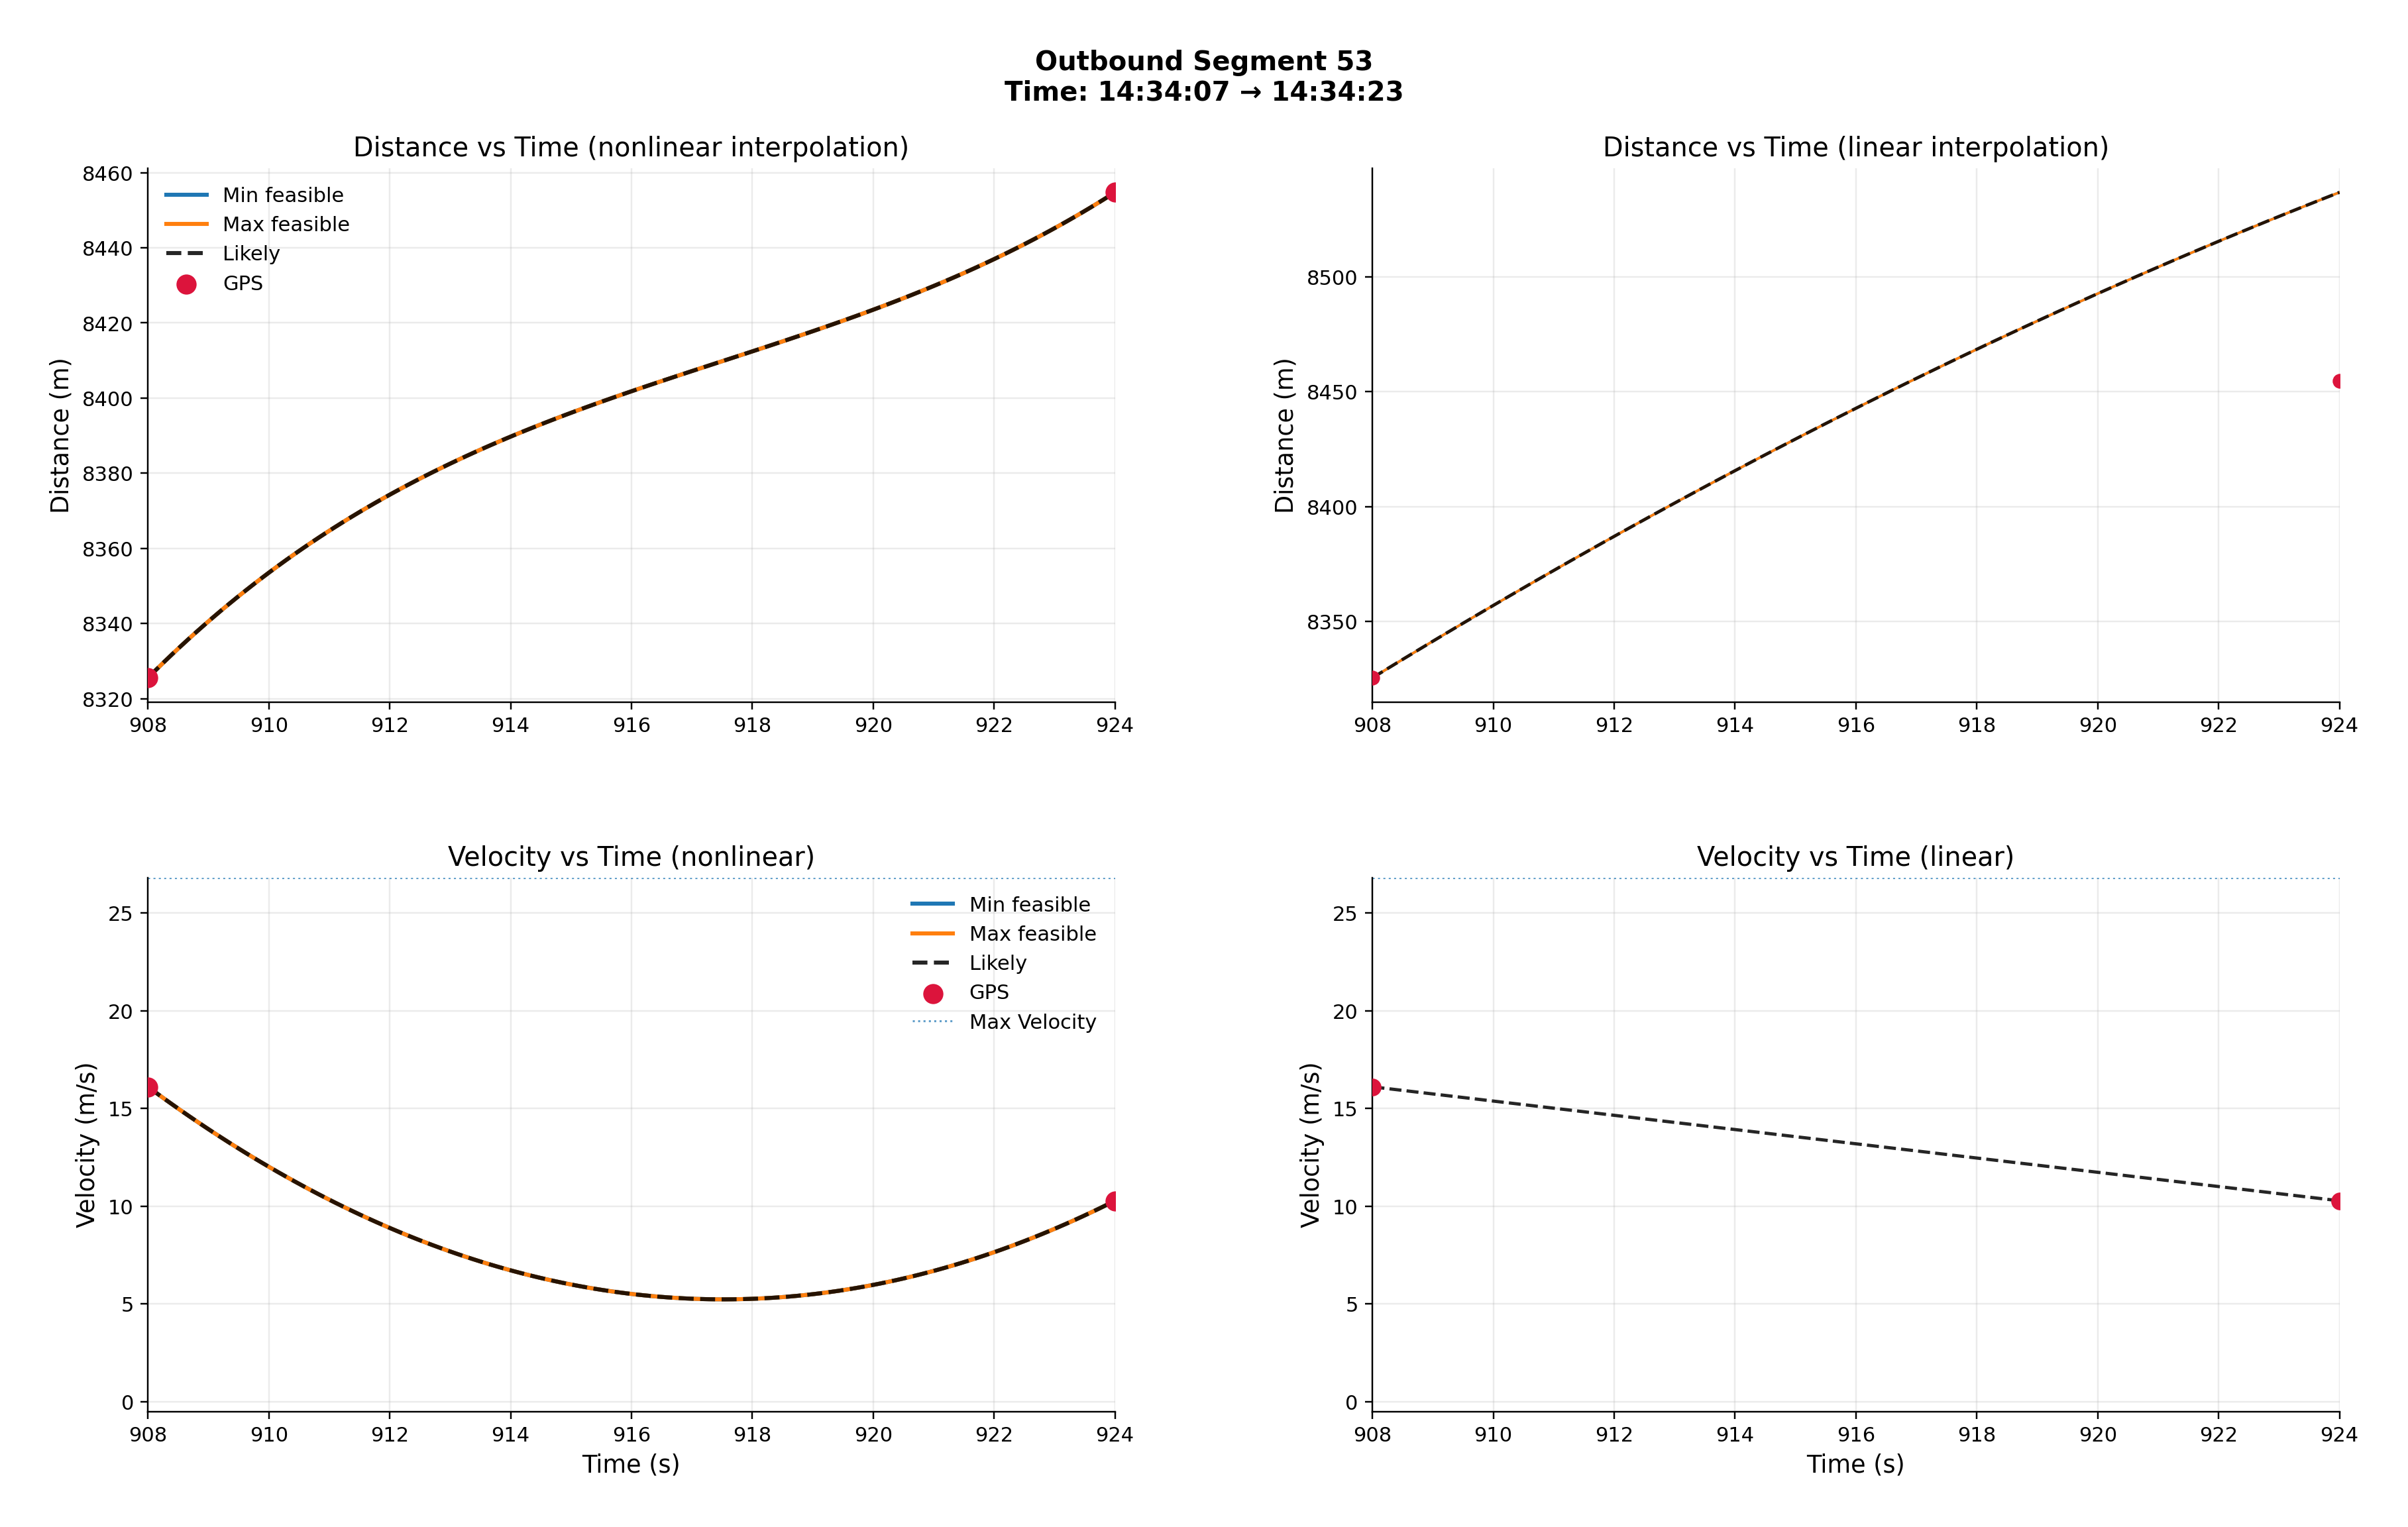 Outbound Segment 53
Time: 14:34:07 → 14:34:23
Distance vs Time (nonlinear interpolation)
Distance (m)
8460
8440
8420
8400
8380
8360
8340
8320
Min feasible
Max feasible
Likely
GPS
908 910 912 914 916 918 920 922 924
Distance vs Time (linear interpolation)
Distance (m)
8500
8450
8400
8350
908 910 912 914 916 918 920 922 924
Velocity vs Time (nonlinear)
Velocity (m/s)
25
20
15
10
5
0
Min feasible
Max feasible
Likely
GPS
Max Velocity
908 910 912 914 916 918 920 922 924
Time (s)
Velocity vs Time (linear)
Velocity (m/s)
25
20
15
10
5
0
908 910 912 914 916 918 920 922 924
Time (s)